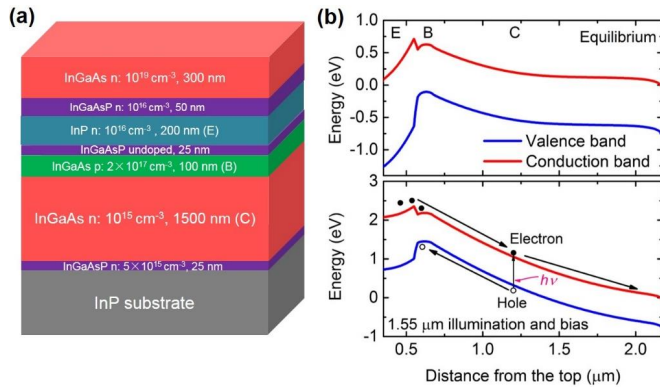 (a)
InGaAs n: 10¹⁹ cm⁻³, 300 nm
InGaAsP n: 10¹⁶ cm⁻³, 50 nm
InP n: 10¹⁶ cm⁻³, 200 nm (E)
InGaAsP undoped, 25 nm
InGaAs p: 2×10¹⁷ cm⁻³, 100 nm (B)
InGaAs n: 10¹⁵ cm⁻³, 1500 nm (C)
InGaAsP n: 5×10¹⁵ cm⁻³, 25 nm
InP substrate
(b)
1.0
0.5
0.0
-0.5
-1.0
Energy (eV)
E B C
Equilibrium
Valence band
Conduction band
3
2
1
0
-1
Energy (eV)
Electron
hν
Hole
1.55 μm illumination and bias
0.5 1.0 1.5 2.0
Distance from the top (μm)